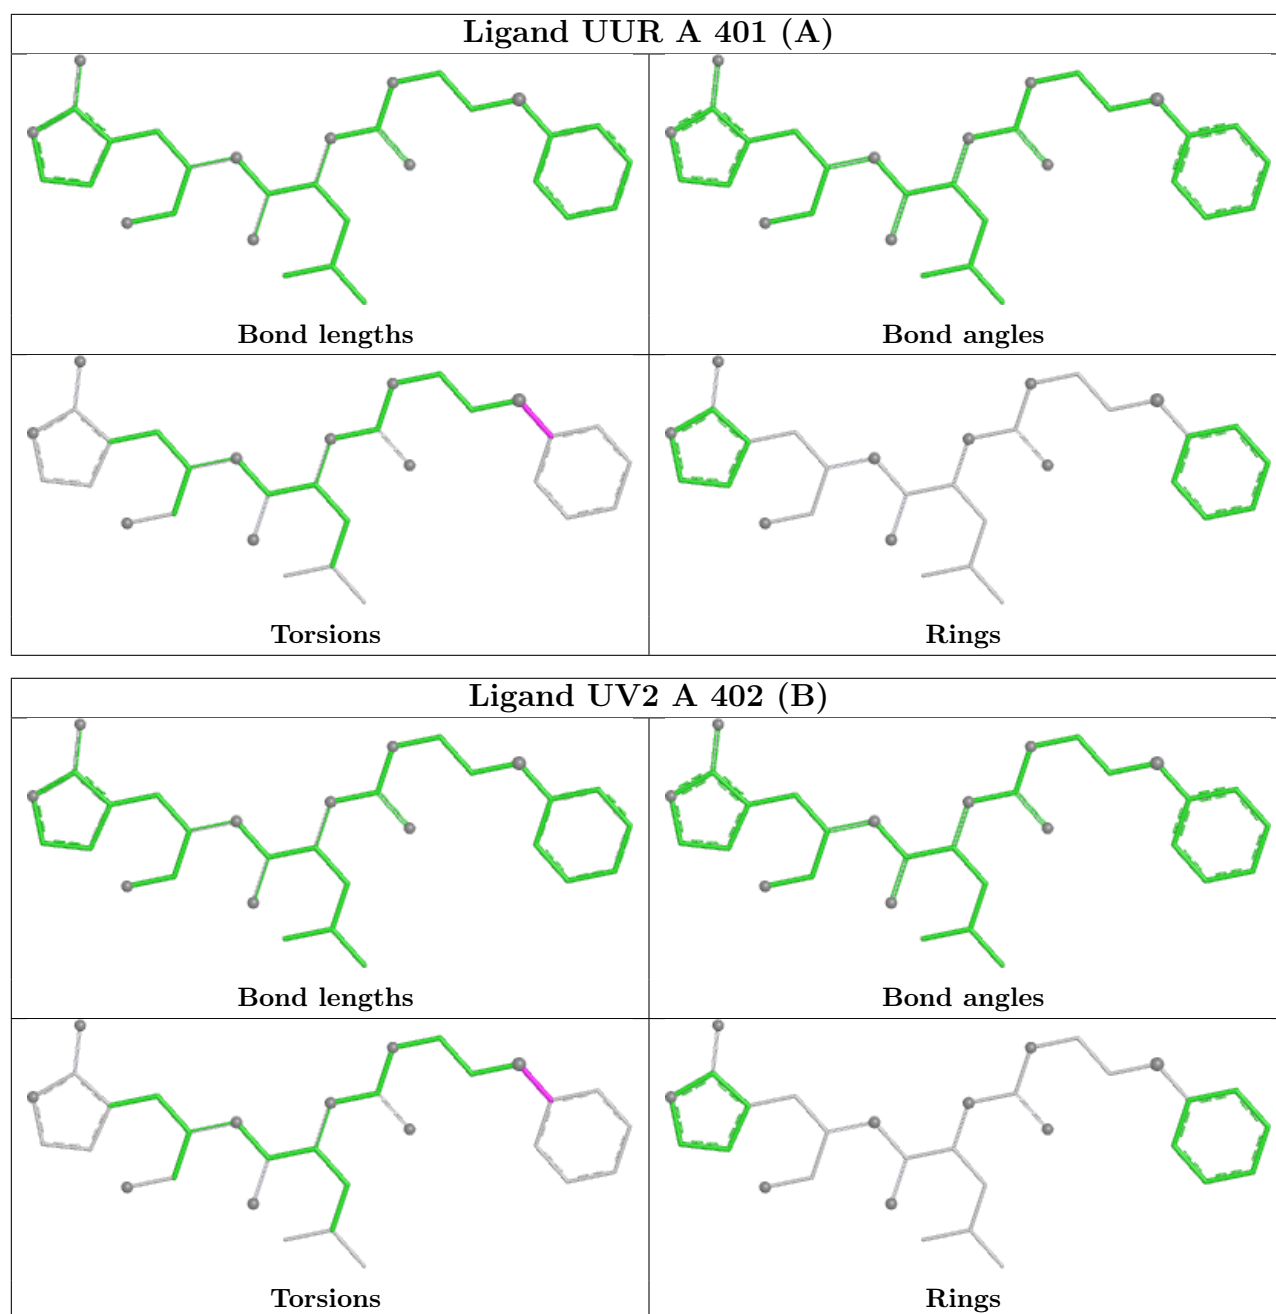 Ligand UUR A 401 (A)
Bond lengths
Bond angles
Torsions
Rings
Ligand UV2 A 402 (B)
Bond lengths
Bond angles
Torsions
Rings